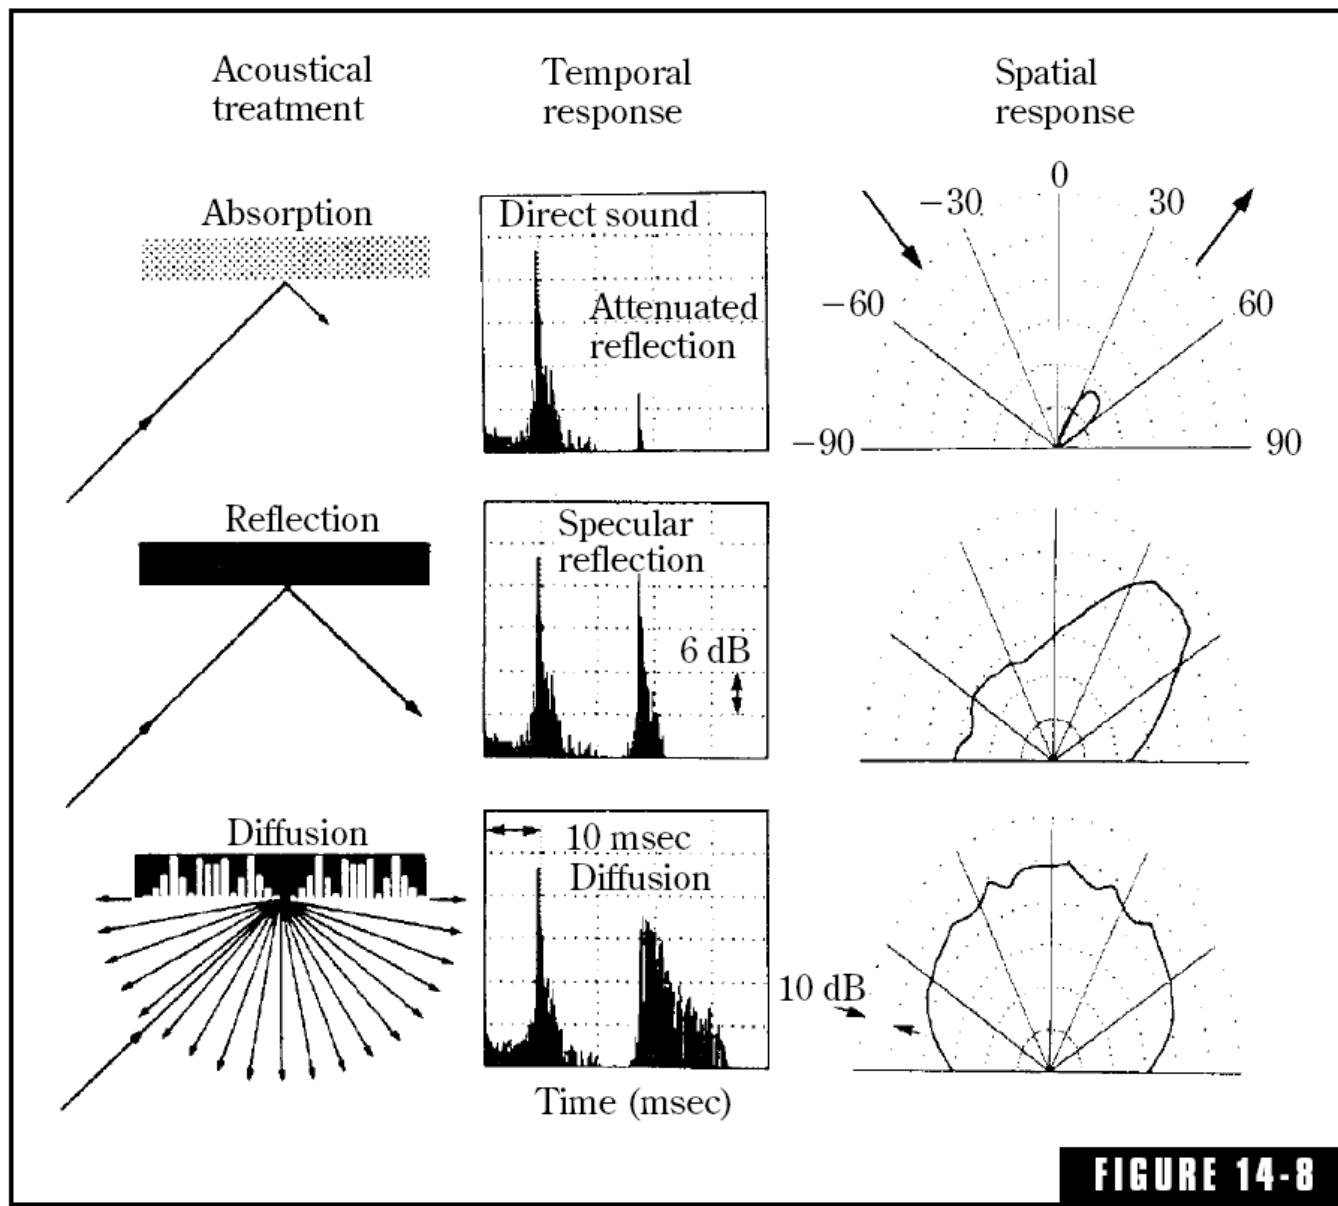 Acoustical
treatment
Temporal
response
Spatial
response
Absorption
Direct sound
Attenuated
reflection
0
−30
30
−60
60
−90
90
Reflection
Specular
reflection
6 dB
Diffusion
10 msec
Diffusion
10 dB
Time (msec)
FIGURE 14-8